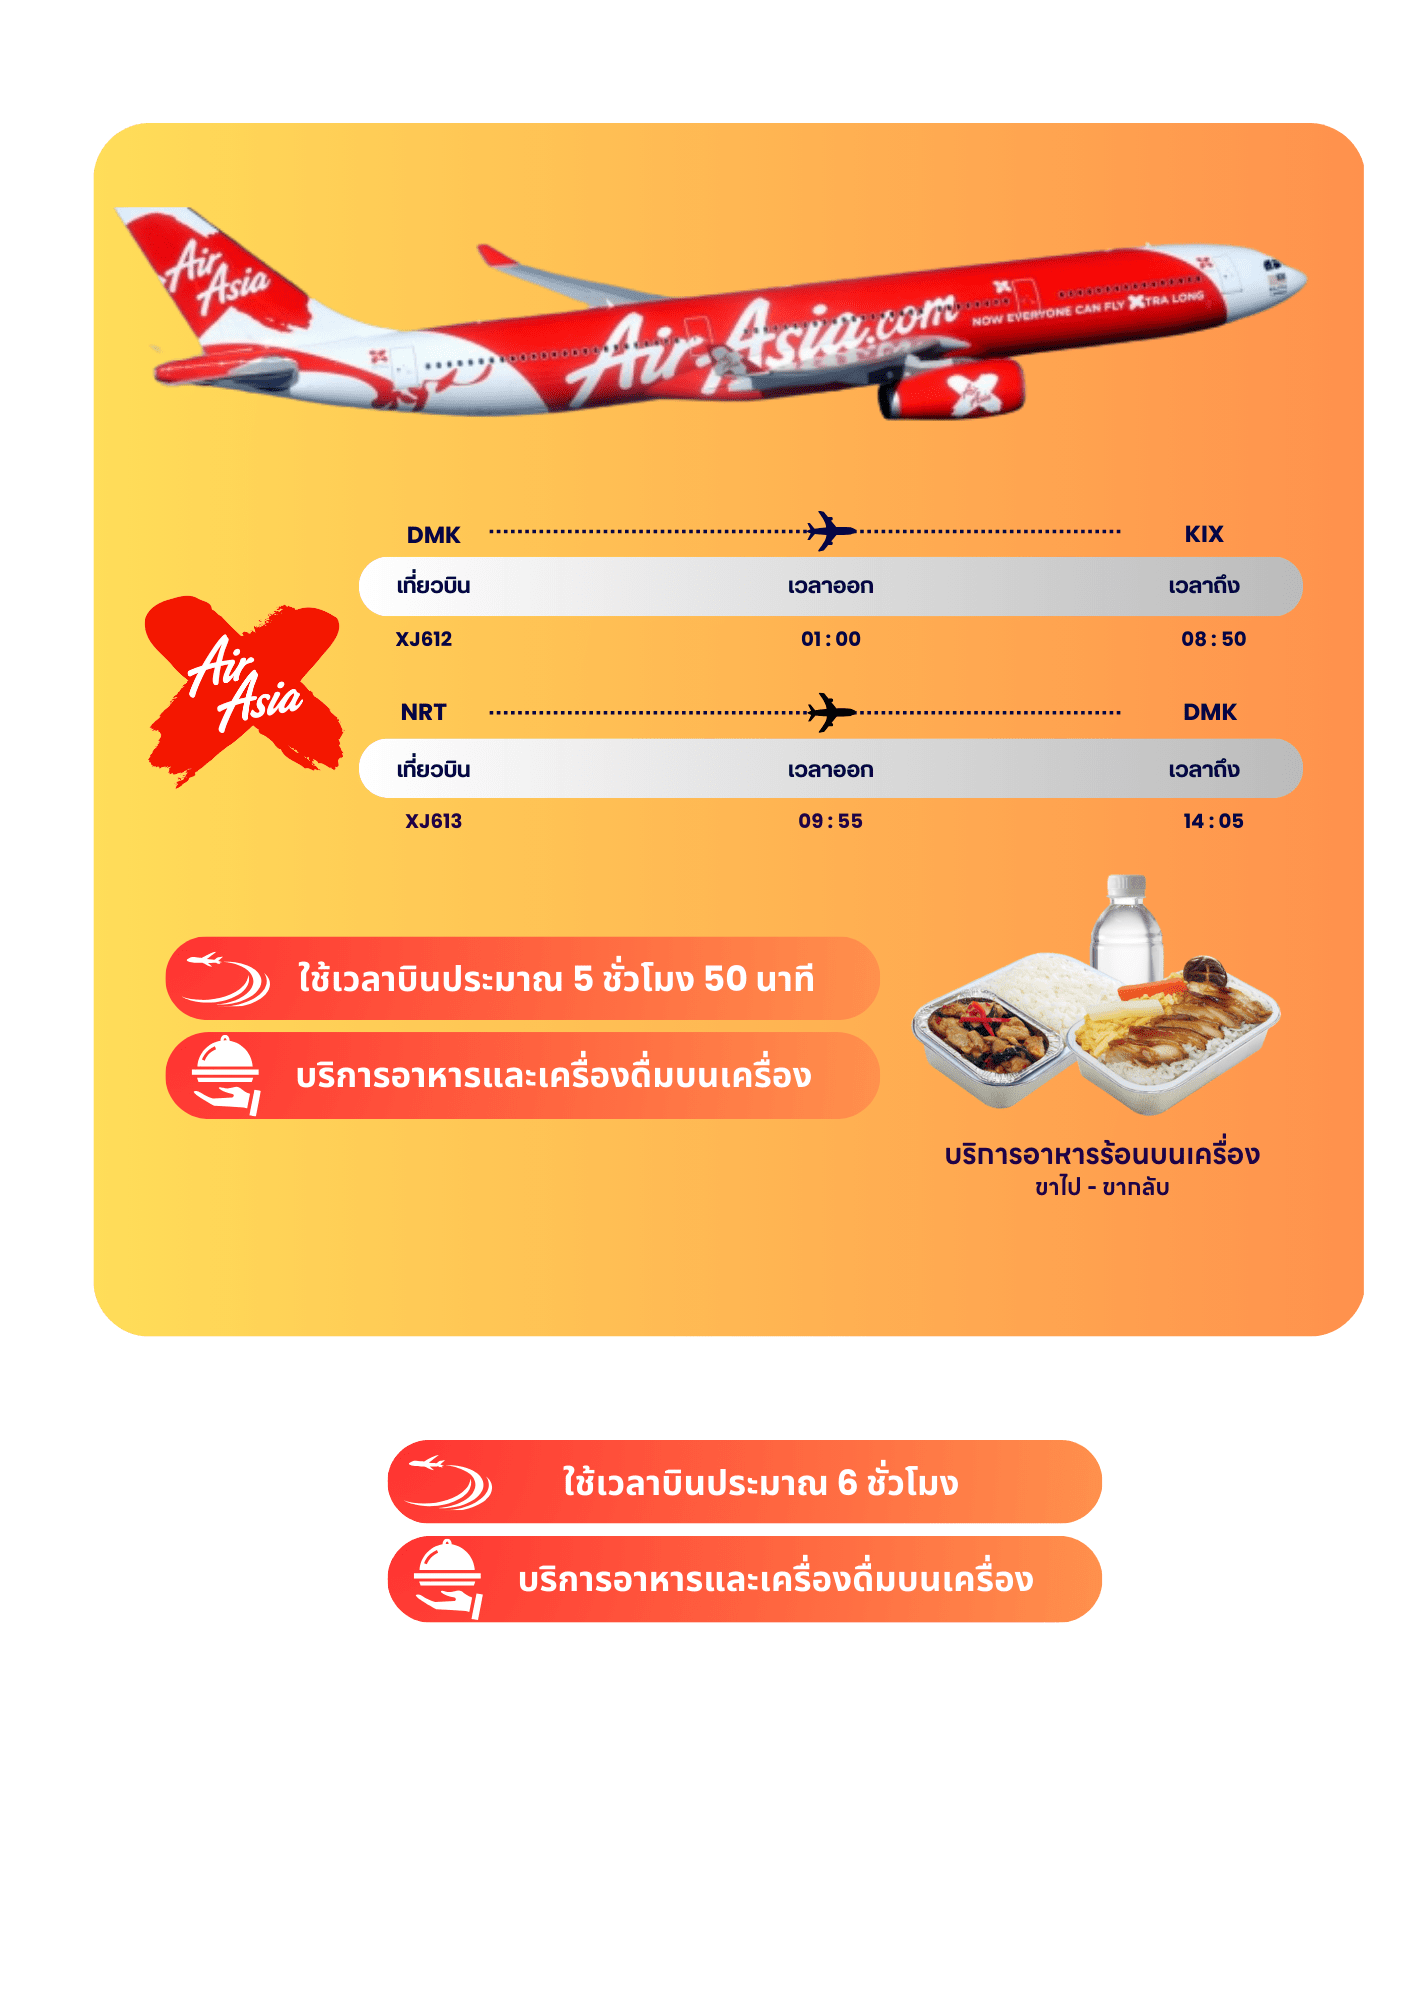 Air
Asia
AirAsia.com
NOW EVERYONE CAN FLY XTRA LONG
Air
Asia
DMK KIX
เที่ยวบิน เวลาออก เวลาถึง
XJ612 01 : 00 08 : 50
Air
Asia
NRT DMK
เที่ยวบิน เวลาออก เวลาถึง
XJ613 09 : 55 14 : 05
ใช้เวลาบินประมาณ 5 ชั่วโมง 50 นาที
บริการอาหารและเครื่องดื่มบนเครื่อง
บริการอาหารร้อนบนเครื่อง
ขาไป - ขากลับ
ใช้เวลาบินประมาณ 6 ชั่วโมง
บริการอาหารและเครื่องดื่มบนเครื่อง